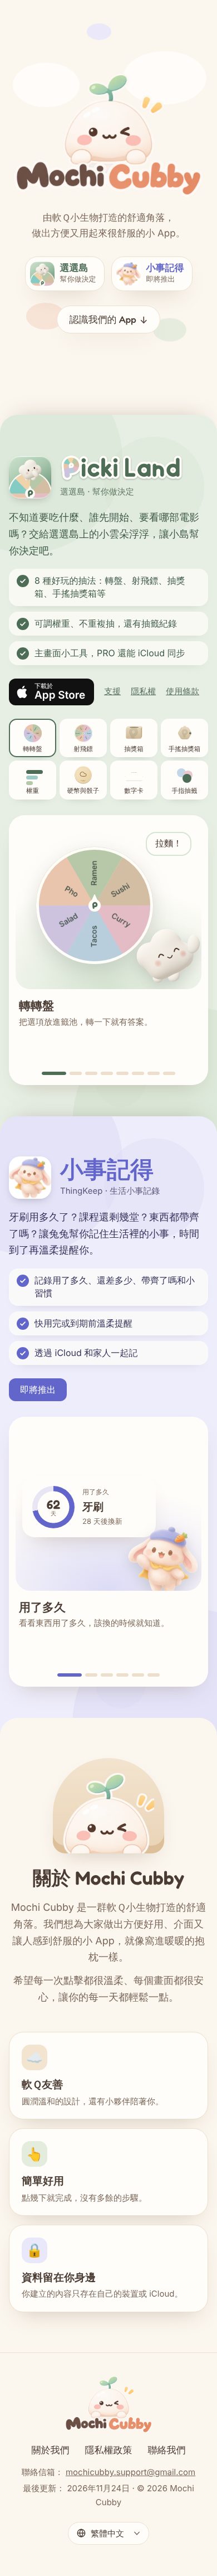 Mochi Cubby
由軟Q小生物打造的舒適角落，
做出方便又用起來很舒服的小 App。
選選島
幫你做決定
小事記得
即將推出
認識我們的 App ↓
Picki Land
選選島 · 幫你做決定
不知道要吃什麼、誰先開始、要看哪部電影
嗎？交給選選島上的小雲朵浮浮，讓小島幫
你決定吧。
8 種好玩的抽法：轉盤、射飛鏢、抽獎
箱、手搖抽獎箱等
可調權重、不重複抽，還有抽籤紀錄
主畫面小工具，PRO 還能 iCloud 同步
下載於
App Store
支援
隱私權
使用條款
轉轉盤
射飛鏢
抽獎箱
手搖抽獎箱
權重
硬幣與骰子
數字卡
手指抽籤
拉麵！
Ramen
Sushi
Curry
Tacos
Salad
Pho
轉轉盤
把選項放進籤池，轉一下就有答案。
小事記得
ThingKeep · 生活小事記錄
牙刷用多久了？課程還剩幾堂？東西都帶齊
了嗎？讓兔兔幫你記住生活裡的小事，時間
到了再溫柔提醒你。
記錄用了多久、還差多少、帶齊了嗎和小
習慣
快用完或到期前溫柔提醒
透過 iCloud 和家人一起記
即將推出
62
天
用了多久
牙刷
28 天後換新
用了多久
看看東西用了多久，該換的時候就知道。
關於 Mochi Cubby
Mochi Cubby 是一群軟Q小生物打造的舒適
角落。我們想為大家做出方便好用、介面又
讓人感到舒服的小 App，就像窩進暖暖的抱
枕一樣。
希望每一次點擊都很溫柔、每個畫面都很安
心，讓你的每一天都輕鬆一點。
軟Q友善
圓潤溫和的設計，還有小夥伴陪著你。
簡單好用
點幾下就完成，沒有多餘的步驟。
資料留在你身邊
你建立的內容只存在自己的裝置或 iCloud。
Mochi Cubby
關於我們
隱私權政策
聯絡我們
聯絡信箱： mochicubby.support@gmail.com
最後更新： 2026年11月24日 · © 2026 Mochi
Cubby
繁體中文